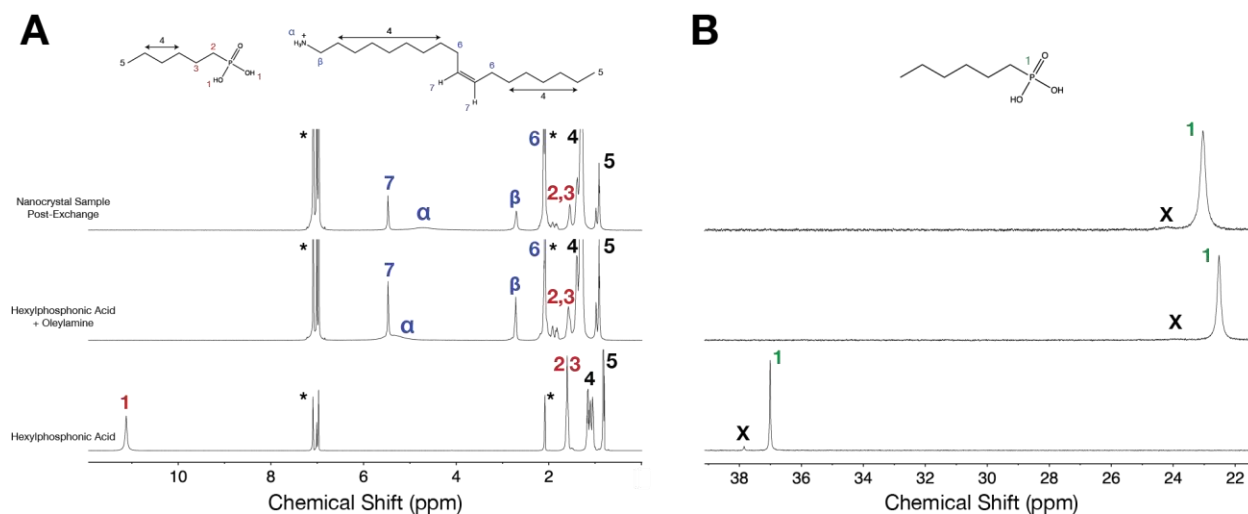 A
B
4
5
2
3
P
O
OH
HO
1
1
α
H₃N
+
β
4
6
6
H
7
H
7
4
5
1
P
O
HO
OH
Nanocrystal Sample
Post-Exchange
*
7
α
β
6
*
2,3
4
5
Hexylphosphonic Acid
+ Oleylamine
*
7
α
β
6
*
2,3
4
5
Hexylphosphonic Acid
1
*
*
2 3
4
5
10 8 6 4 2
Chemical Shift (ppm)
X
1
X
1
X
1
38 36 34 32 30 28 26 24 22
Chemical Shift (ppm)